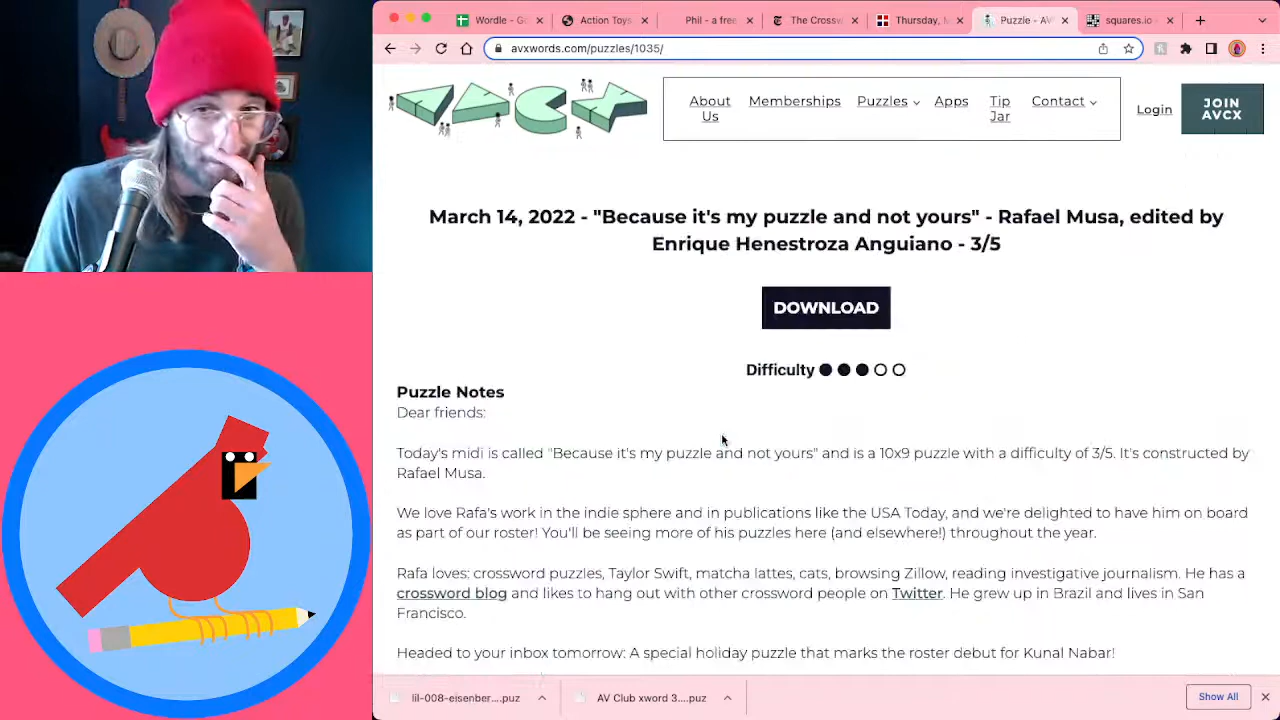 Wordle - G
Action Toys
Phil - a free
The Crossw
Thursday, M
Puzzle - AV
squares.io
avxwords.com/puzzles/1035/
AVCX
About Us
Memberships
Puzzles
Apps
Tip Jar
Contact
Login
JOIN AVCX
March 14, 2022 - "Because it's my puzzle and not yours" - Rafael Musa, edited by
Enrique Henestroza Anguiano - 3/5
DOWNLOAD
Difficulty
Puzzle Notes
Dear friends:
Today's midi is called "Because it's my puzzle and not yours" and is a 10x9 puzzle with a difficulty of 3/5. It's constructed by
Rafael Musa.
We love Rafa's work in the indie sphere and in publications like the USA Today, and we're delighted to have him on board
as part of our roster! You'll be seeing more of his puzzles here (and elsewhere!) throughout the year.
Rafa loves: crossword puzzles, Taylor Swift, matcha lattes, cats, browsing Zillow, reading investigative journalism. He has a
crossword blog and likes to hang out with other crossword people on Twitter. He grew up in Brazil and lives in San
Francisco.
Headed to your inbox tomorrow: A special holiday puzzle that marks the roster debut for Kunal Nabar!
lil-008-eisenber....puz
AV Club xword 3....puz
Show All